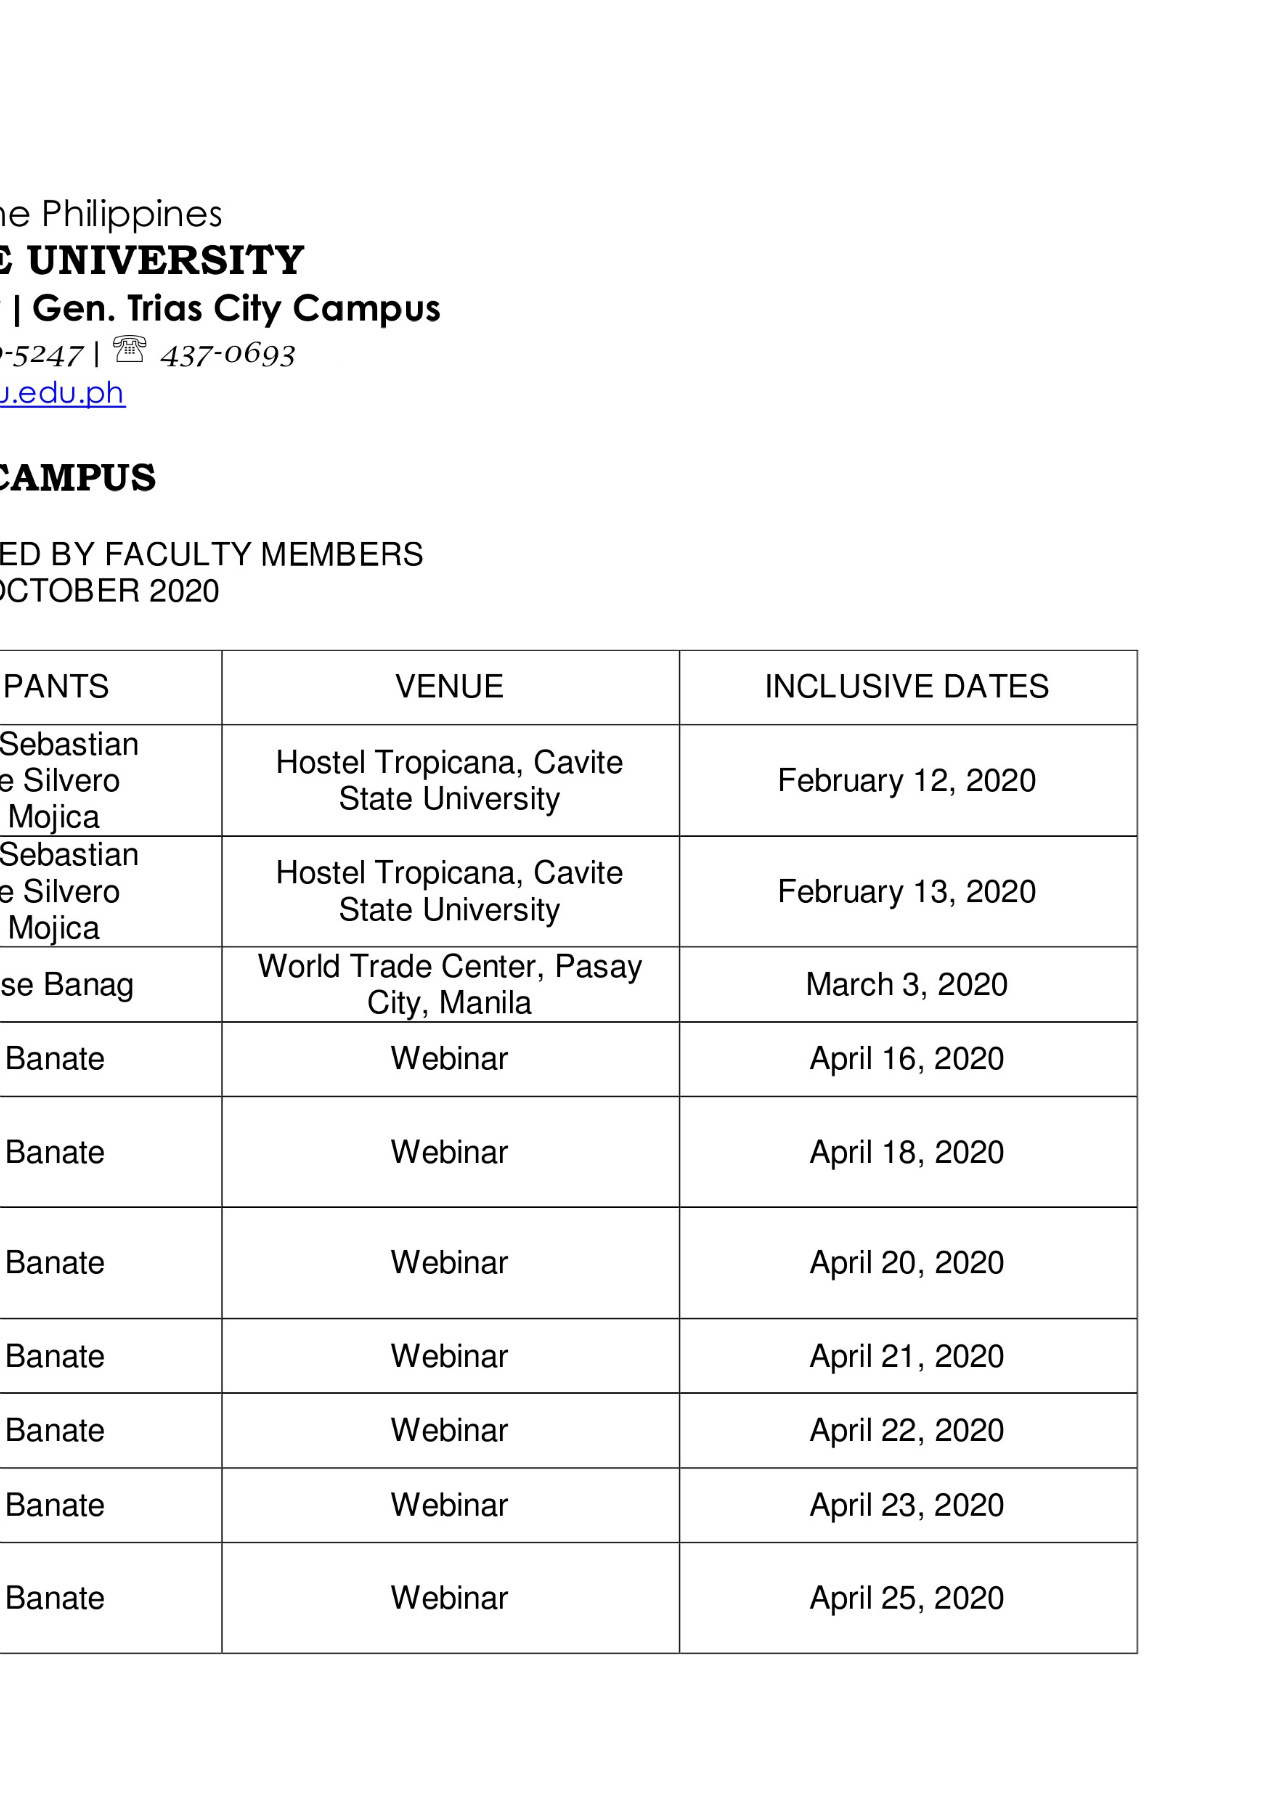 he Philippines
E UNIVERSITY
| Gen. Trias City Campus
-5247 | ☏ 437-0693
u.edu.ph
CAMPUS
ED BY FACULTY MEMBERS
OCTOBER 2020
PANTS VENUE INCLUSIVE DATES
Sebastian
e Silvero
Mojica
Hostel Tropicana, Cavite
State University
February 12, 2020
Sebastian
e Silvero
Mojica
Hostel Tropicana, Cavite
State University
February 13, 2020
se Banag
World Trade Center, Pasay
City, Manila
March 3, 2020
Banate Webinar April 16, 2020
Banate Webinar April 18, 2020
Banate Webinar April 20, 2020
Banate Webinar April 21, 2020
Banate Webinar April 22, 2020
Banate Webinar April 23, 2020
Banate Webinar April 25, 2020